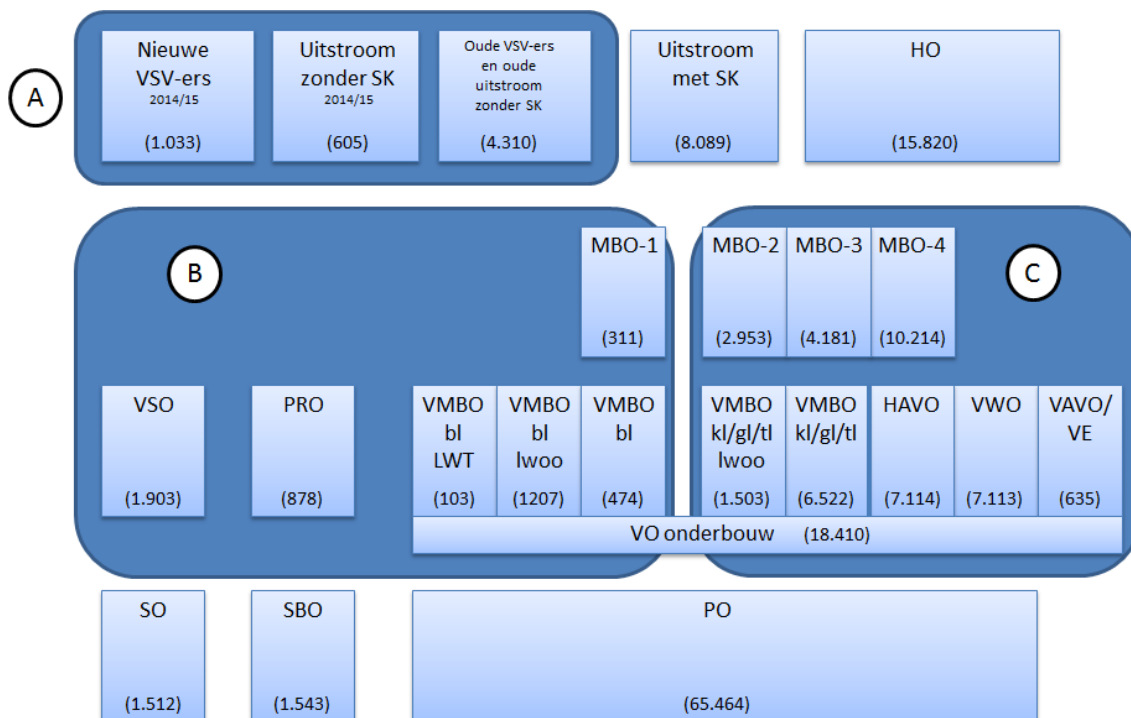 A
Nieuwe
VSV-ers
2014/15
(1.033)
Uitstroom
zonder SK
2014/15
(605)
Oude VSV-ers
en oude
uitstroom
zonder SK
(4.310)
Uitstroom
met SK
(8.089)
HO
(15.820)
B
MBO-1
(311)
MBO-2
(2.953)
MBO-3
(4.181)
MBO-4
(10.214)
C
VSO
(1.903)
PRO
(878)
VMBO
bl
LWT
(103)
VMBO
bl
lwoo
(1207)
VMBO
bl
(474)
VMBO
kl/gl/tl
lwoo
(1.503)
VMBO
kl/gl/tl
(6.522)
HAVO
(7.114)
VWO
(7.113)
VAVO/
VE
(635)
VO onderbouw (18.410)
SO
(1.512)
SBO
(1.543)
PO
(65.464)